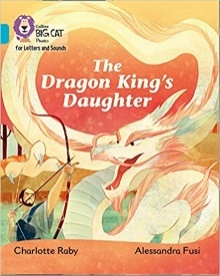 Collins
BIG CAT
Phonics
for Letters and Sounds
The
Dragon King's
Daughter
Charlotte Raby
Alessandra Fusi